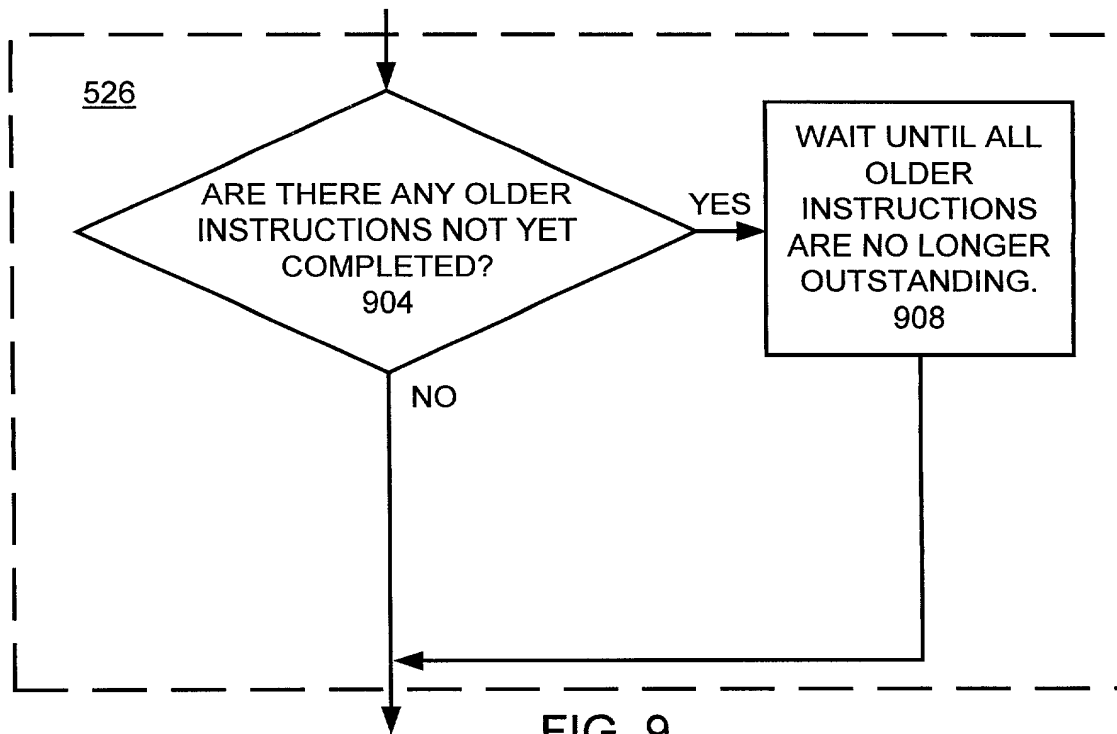 526
ARE THERE ANY OLDER
INSTRUCTIONS NOT YET
COMPLETED?
904
YES
WAIT UNTIL ALL
OLDER
INSTRUCTIONS
ARE NO LONGER
OUTSTANDING.
908
NO
FIG. 9